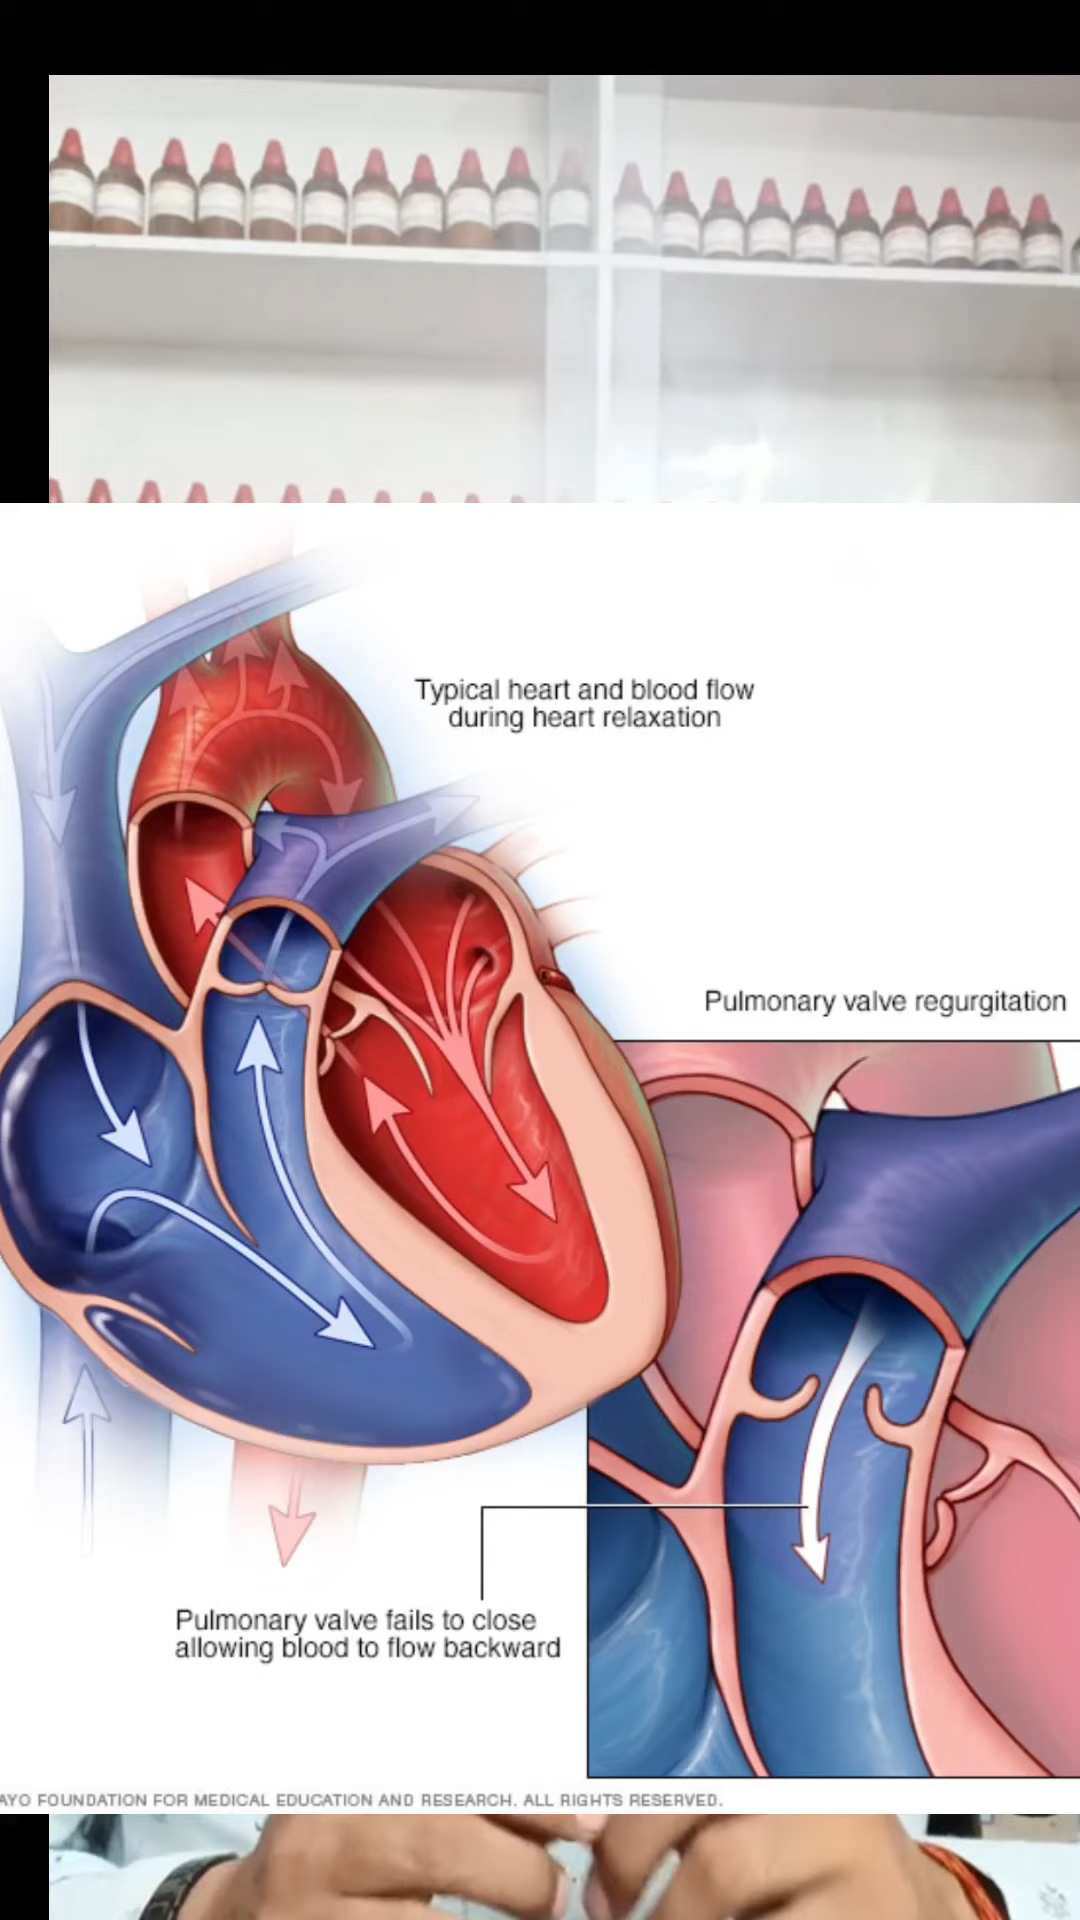 Typical heart and blood flow
during heart relaxation
Pulmonary valve regurgitation
Pulmonary valve fails to close
allowing blood to flow backward
FOUNDATION FOR MEDICAL EDUCATION AND RESEARCH. ALL RIGHTS RESERVED.